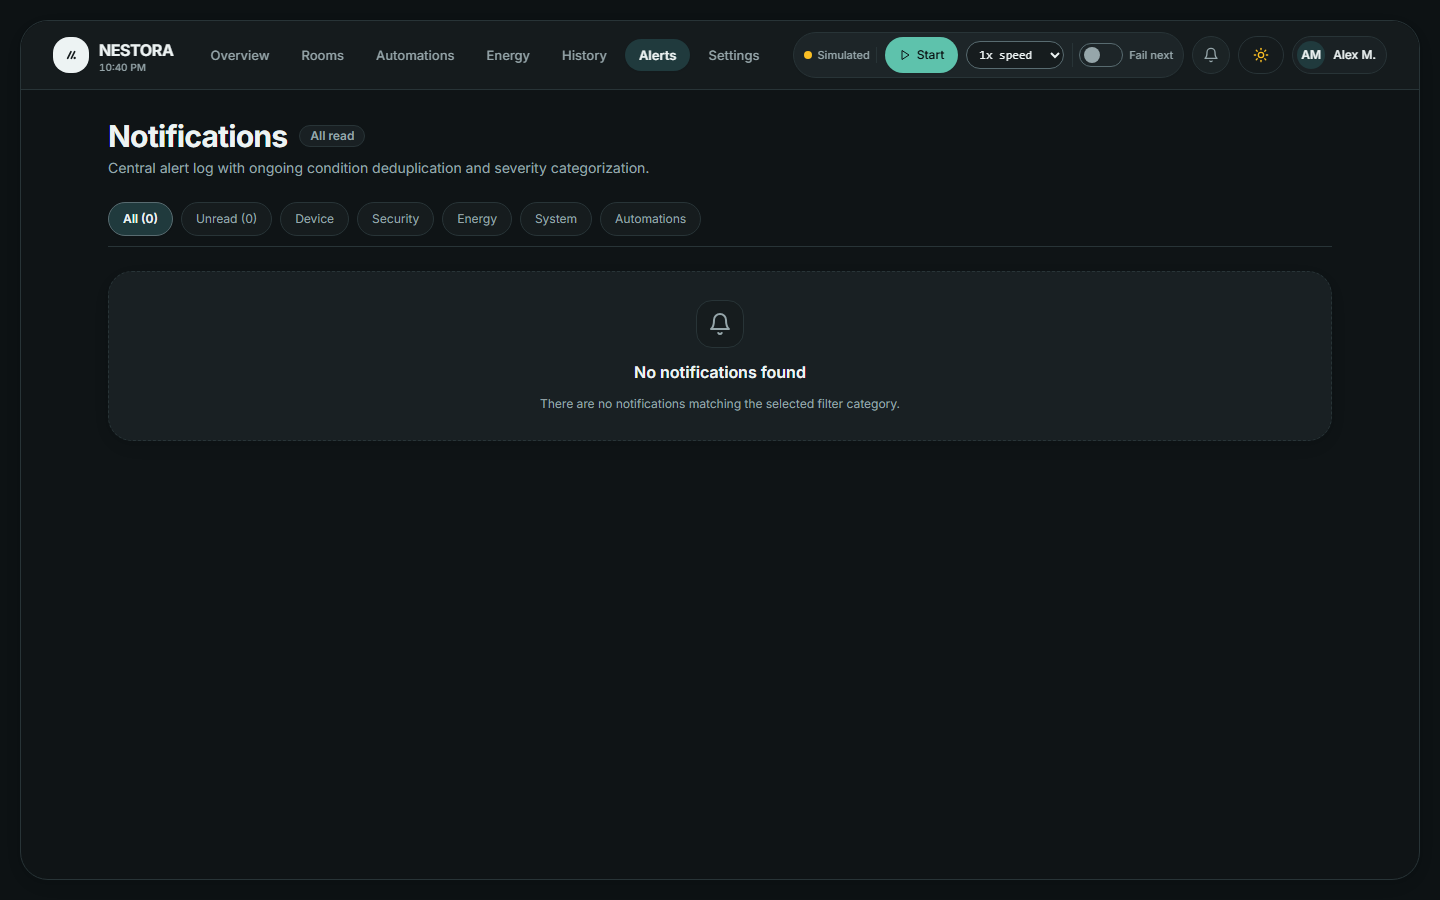 NESTORA
10:40 PM
Overview
Rooms
Automations
Energy
History
Alerts
Settings
Simulated
Start
1x speed
Fail next
AM
Alex M.
Notifications
All read
Central alert log with ongoing condition deduplication and severity categorization.
All (0)
Unread (0)
Device
Security
Energy
System
Automations
No notifications found
There are no notifications matching the selected filter category.